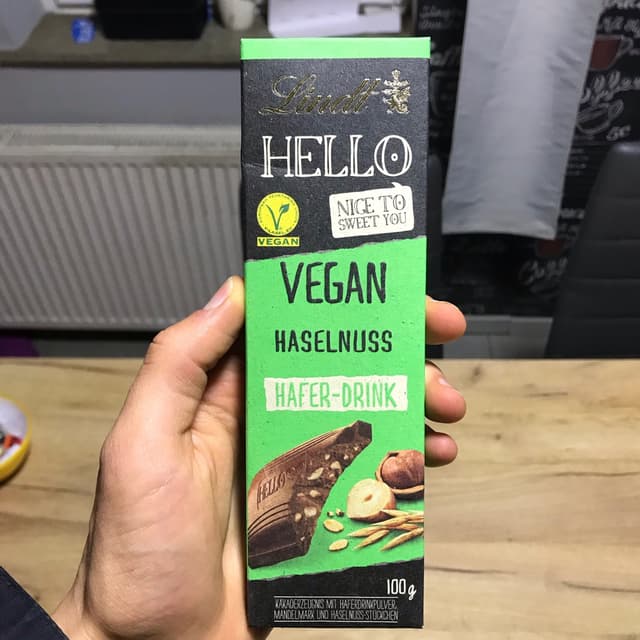 Lindt
HELLO
NICE TO
SWEET YOU
VEGAN
VEGAN
HASELNUSS
HAFER-DRINK
HELLO
100g
KAKAOERZEUGNIS MIT HAFERDRINKPULVER,
MANDELMARK UND HASELNUSS-STÜCKCHEN